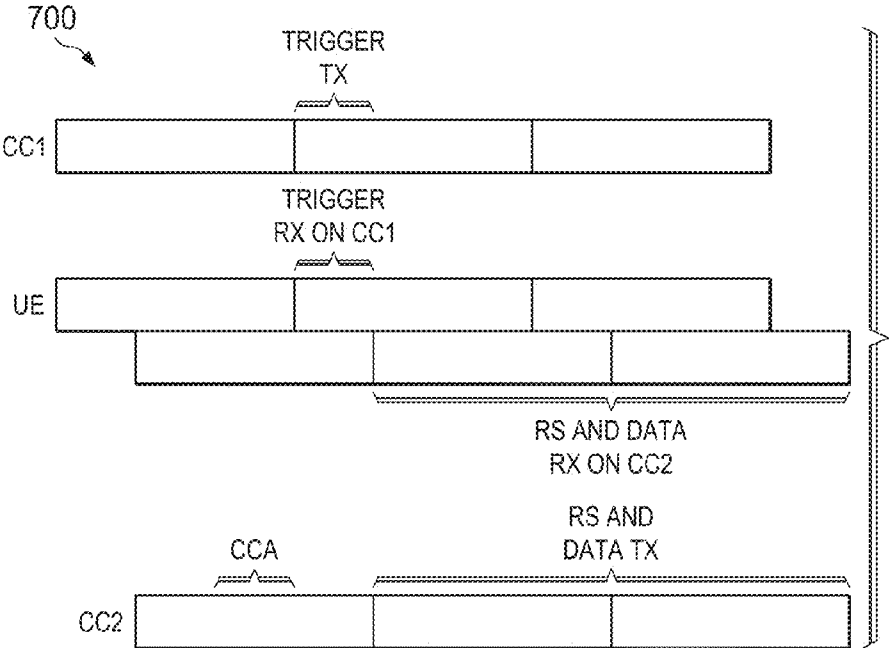 700
TRIGGER
TX
CC1
TRIGGER
RX ON CC1
UE
RS AND DATA
RX ON CC2
RS AND
DATA TX
CCA
CC2